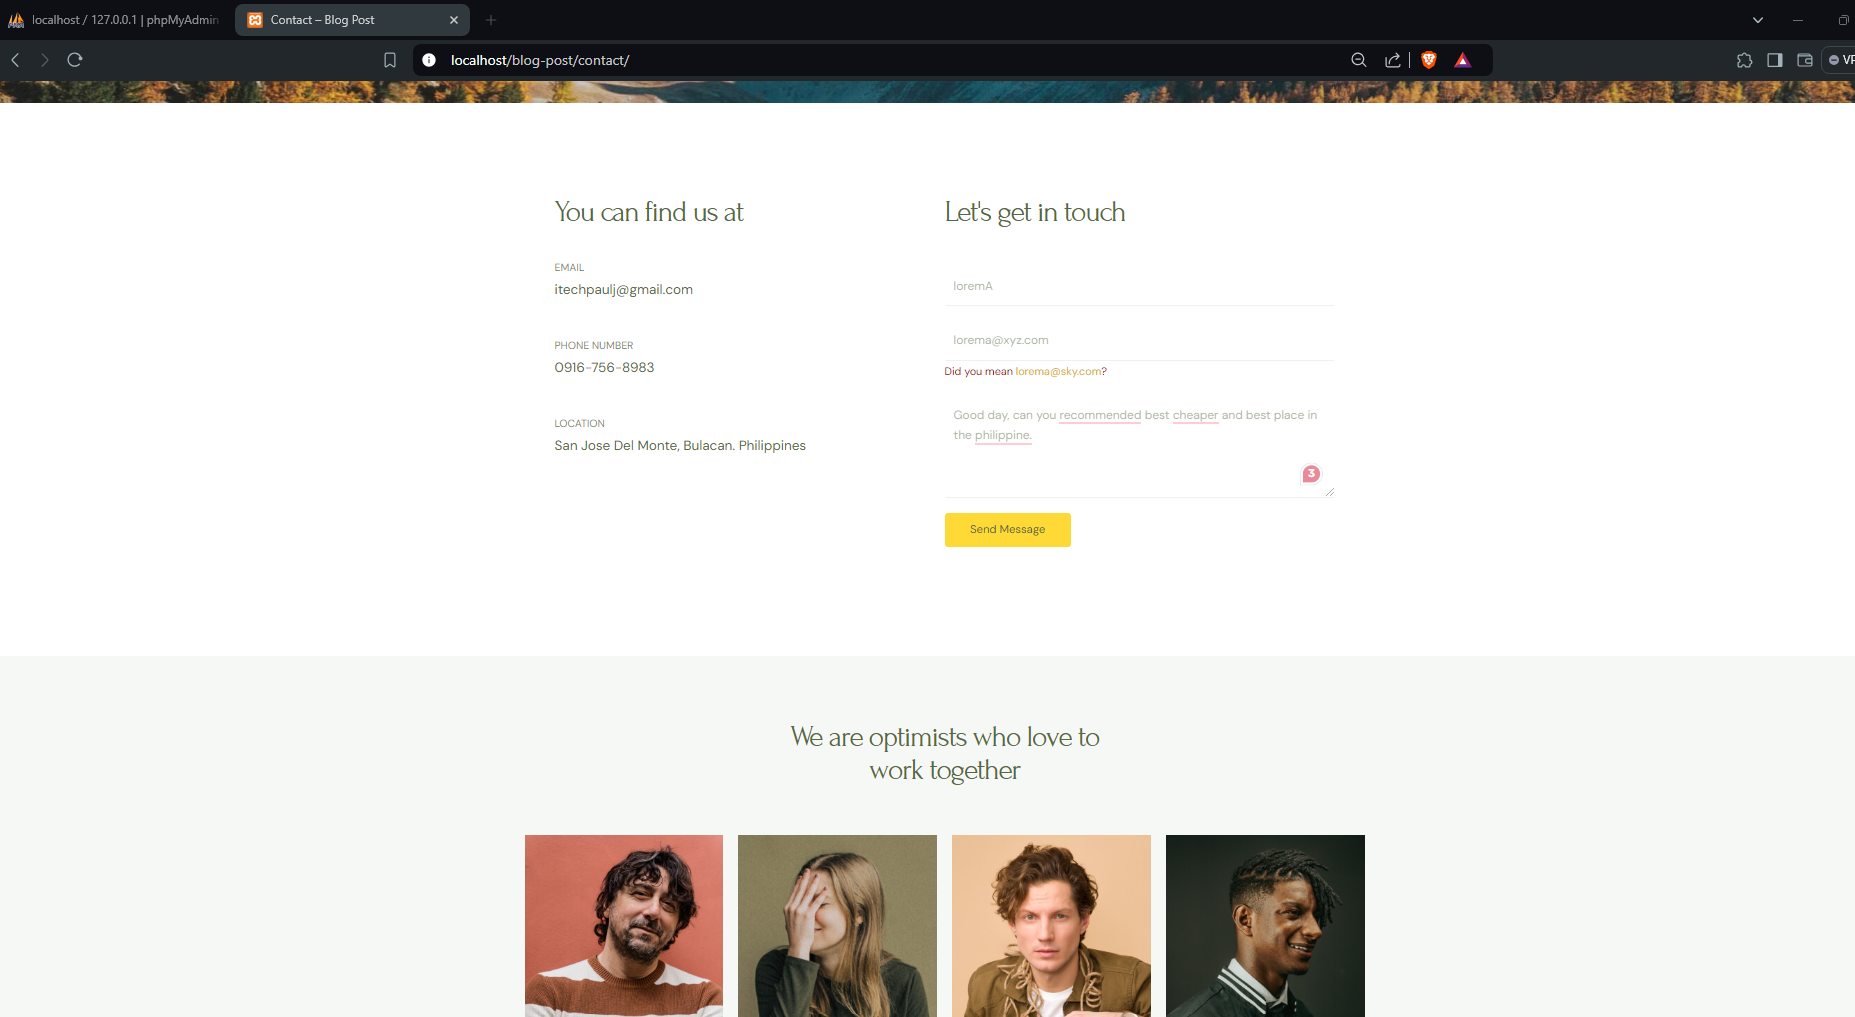 localhost / 127.0.0.1 | phpMyAdmin
Contact – Blog Post
localhost/blog-post/contact/
VP
You can find us at
EMAIL
itechpaulj@gmail.com
PHONE NUMBER
0916-756-8983
LOCATION
San Jose Del Monte, Bulacan. Philippines
Let's get in touch
loremA
lorema@xyz.com
Did you mean lorema@sky.com?
Good day, can you recommended best cheaper and best place in
the philippine.
3
Send Message
We are optimists who love to
work together